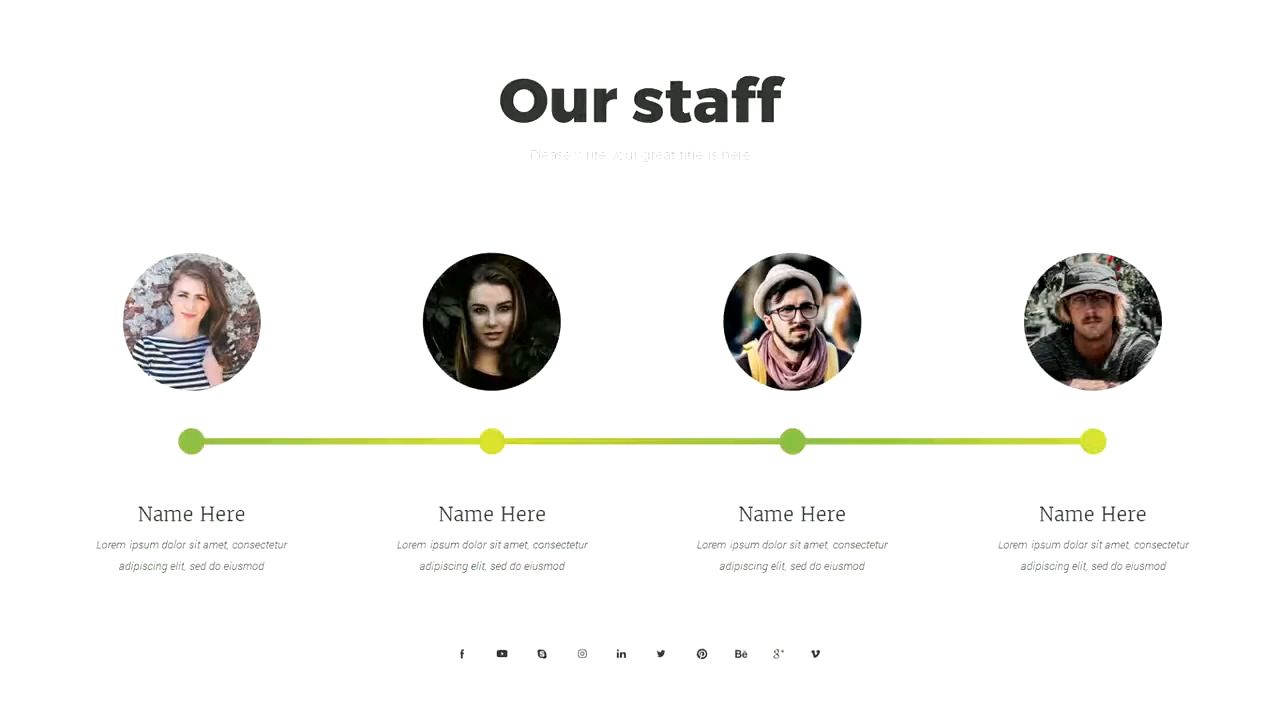 Our staff
Please write your great title is here
Name Here
Lorem ipsum dolor sit amet, consectetur
adipiscing elit, sed do eiusmod
Name Here
Lorem ipsum dolor sit amet, consectetur
adipiscing elit, sed do eiusmod
Name Here
Lorem ipsum dolor sit amet, consectetur
adipiscing elit, sed do eiusmod
Name Here
Lorem ipsum dolor sit amet, consectetur
adipiscing elit, sed do eiusmod